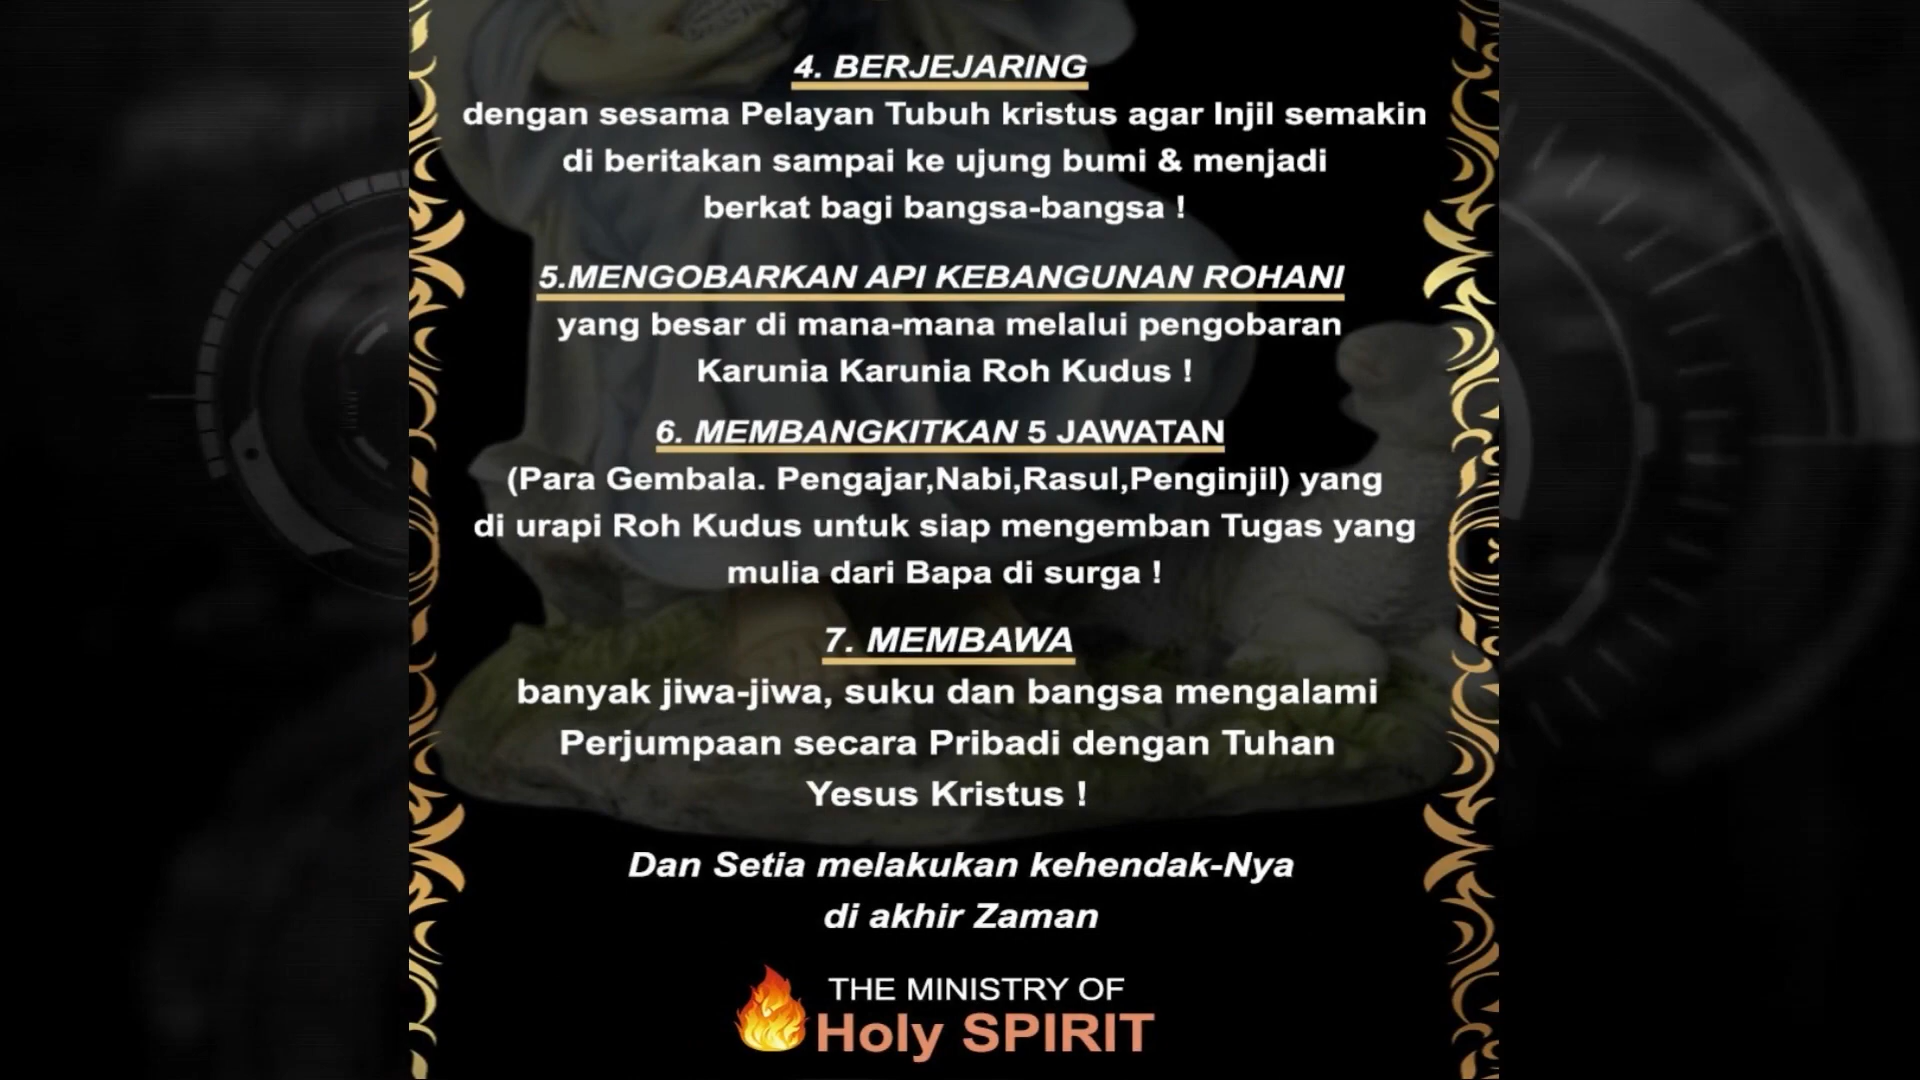 4. BERJEJARING
dengan sesama Pelayan Tubuh kristus agar Injil semakin
di beritakan sampai ke ujung bumi & menjadi
berkat bagi bangsa-bangsa !
5.MENGOBARKAN API KEBANGUNAN ROHANI
yang besar di mana-mana melalui pengobaran
Karunia Karunia Roh Kudus !
6. MEMBANGKITKAN 5 JAWATAN
(Para Gembala. Pengajar,Nabi,Rasul,Penginjil) yang
di urapi Roh Kudus untuk siap mengemban Tugas yang
mulia dari Bapa di surga !
7. MEMBAWA
banyak jiwa-jiwa, suku dan bangsa mengalami
Perjumpaan secara Pribadi dengan Tuhan
Yesus Kristus !
Dan Setia melakukan kehendak-Nya
di akhir Zaman
THE MINISTRY OF
Holy SPIRIT